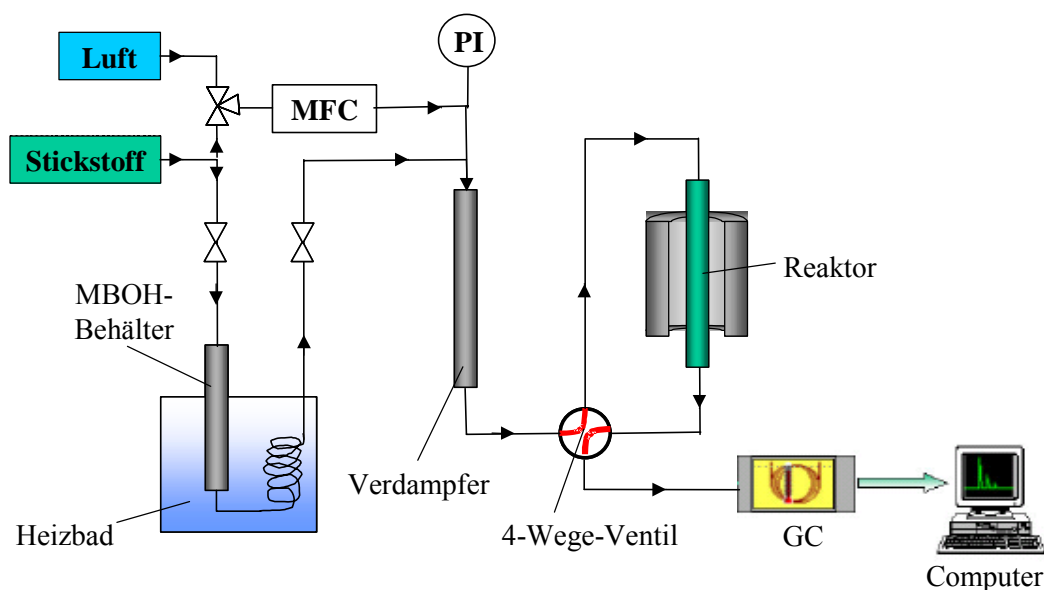 PI
Luft
MFC
Stickstoff
Reaktor
MBOH-
Behälter
Verdampfer
Heizbad
4-Wege-Ventil
GC
Computer